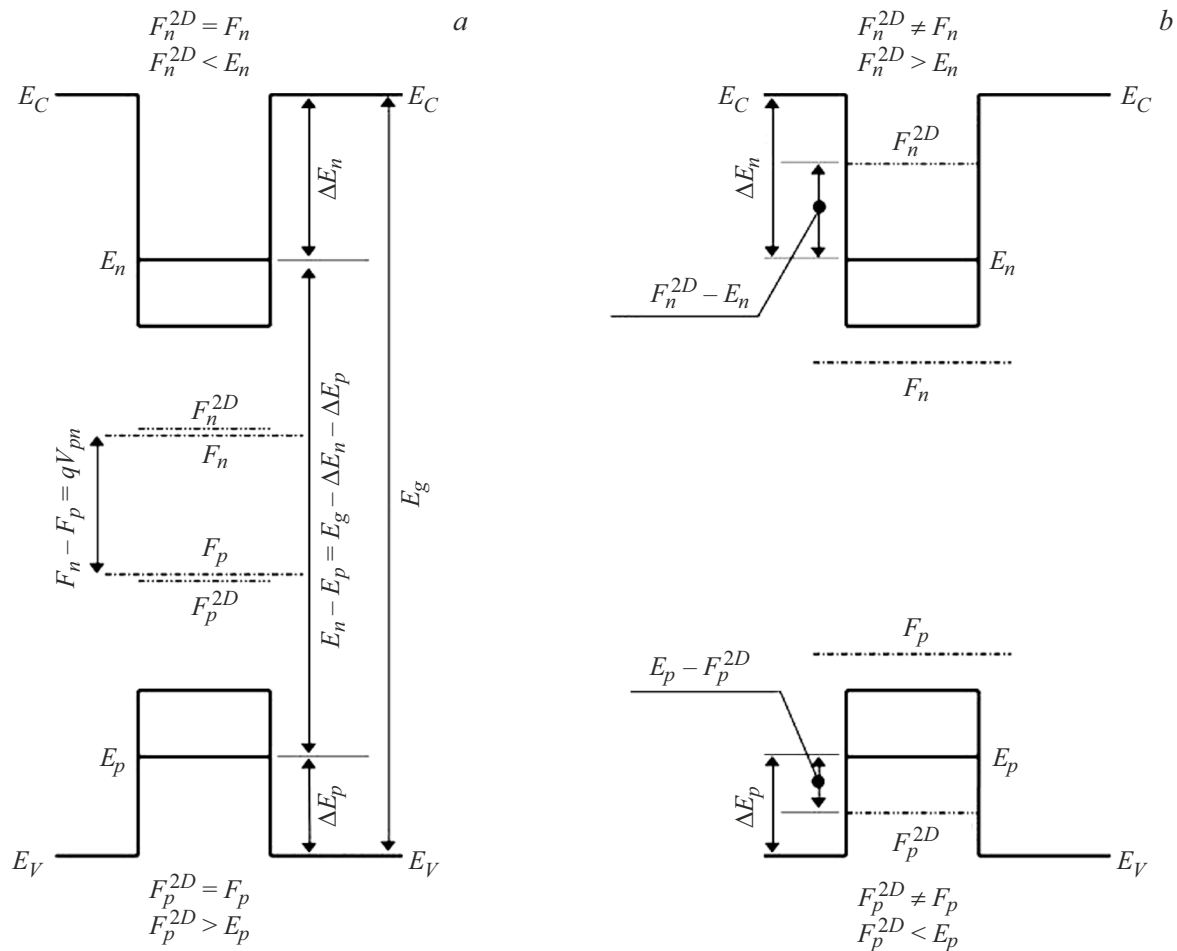 F_n^{2D} = F_n
F_n^{2D} < E_n
a
E_C
E_C
ΔE_n
E_n
F_n^{2D}
F_n
F_n − F_p = qV_{pn}
E_n − E_p = E_g − ΔE_n − ΔE_p
E_g
F_p
F_p^{2D}
E_p
ΔE_p
E_V
E_V
F_p^{2D} = F_p
F_p^{2D} > E_p
F_n^{2D} ≠ F_n
F_n^{2D} > E_n
b
E_C
E_C
F_n^{2D}
ΔE_n
E_n
F_n^{2D} − E_n
F_n
F_p
E_p − F_p^{2D}
E_p
ΔE_p
F_p^{2D}
E_V
F_p^{2D} ≠ F_p
F_p^{2D} < E_p